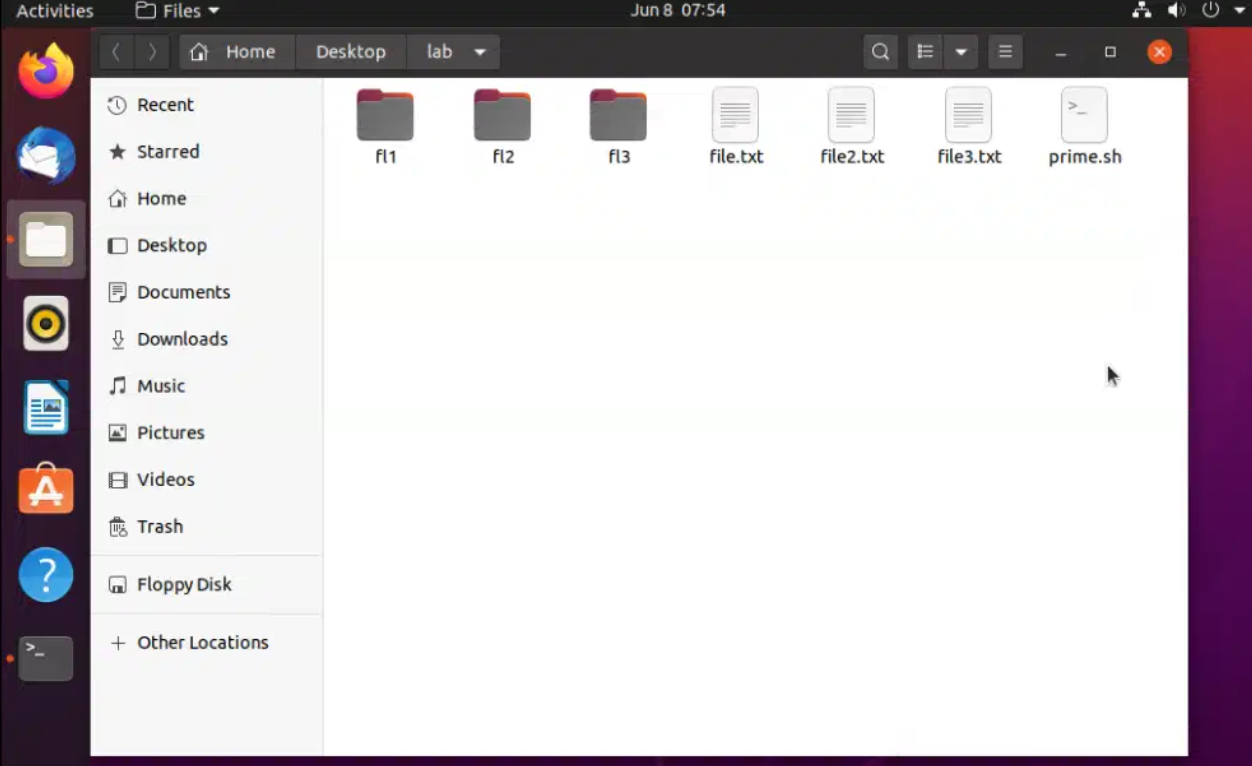 Activities Files Jun 8 07:54
Home Desktop lab
Recent
Starred
Home
Desktop
Documents
Downloads
Music
Pictures
Videos
Trash
Floppy Disk
+ Other Locations
fl1 fl2 fl3 file.txt file2.txt file3.txt prime.sh